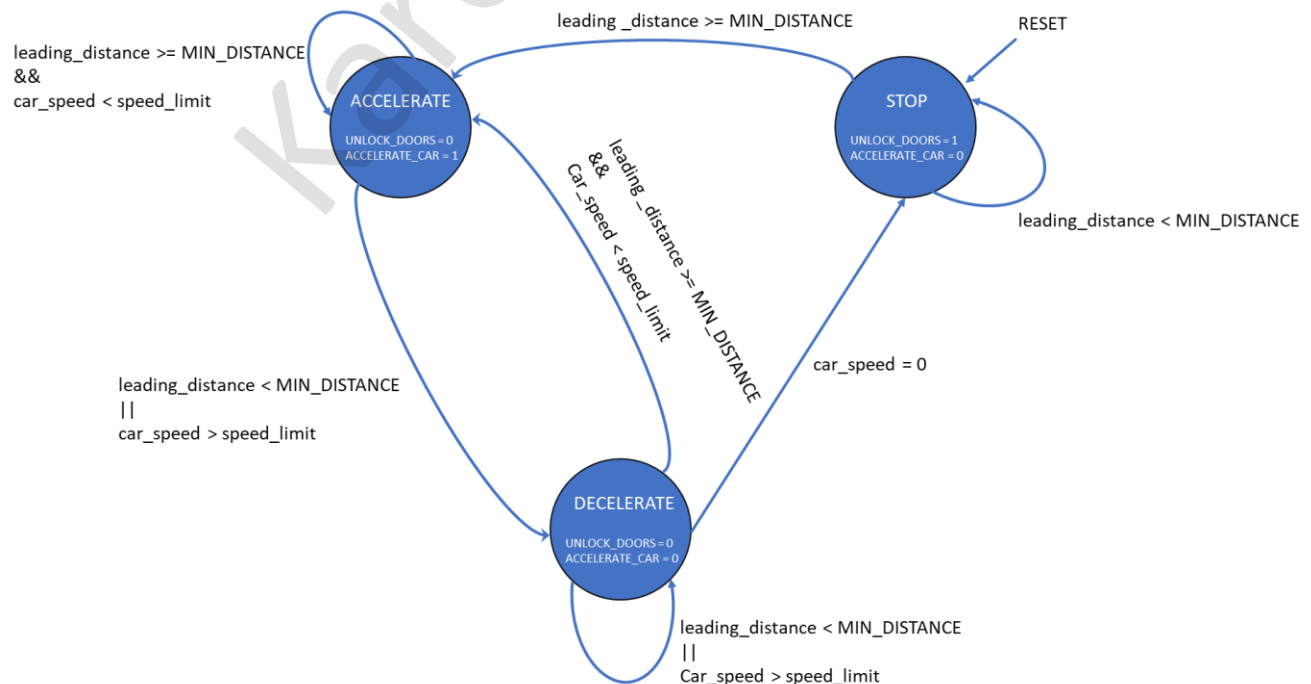 leading _distance >= MIN_DISTANCE
RESET
leading_distance >= MIN_DISTANCE
&&
car_speed < speed_limit
ACCELERATE
UNLOCK_DOORS = 0
ACCELERATE_CAR = 1
STOP
UNLOCK_DOORS = 1
ACCELERATE_CAR = 0
leading_distance < MIN_DISTANCE
leading _distance >= MIN_DISTANCE
&&
Car_speed < speed_limit
car_speed = 0
leading_distance < MIN_DISTANCE
||
car_speed > speed_limit
DECELERATE
UNLOCK_DOORS = 0
ACCELERATE_CAR = 0
leading_distance < MIN_DISTANCE
||
Car_speed > speed_limit